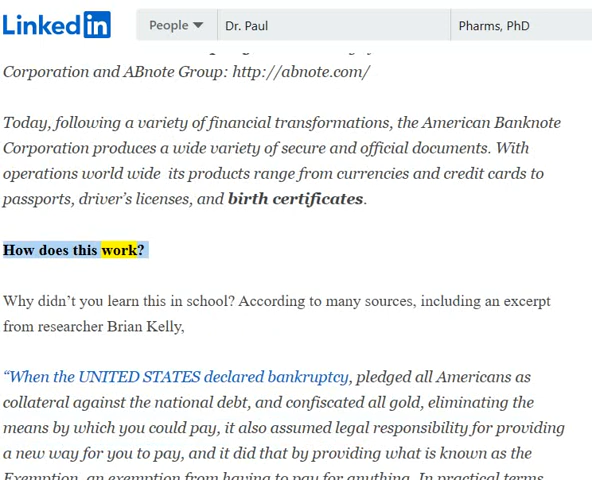 Linkedin
People
Dr. Paul
Pharms, PhD
Corporation and ABnote Group: http://abnote.com/
Today, following a variety of financial transformations, the American Banknote
Corporation produces a wide variety of secure and official documents. With
operations world wide its products range from currencies and credit cards to
passports, driver's licenses, and birth certificates.
How does this work?
Why didn't you learn this in school? According to many sources, including an excerpt
from researcher Brian Kelly,
“When the UNITED STATES declared bankruptcy, pledged all Americans as
collateral against the national debt, and confiscated all gold, eliminating the
means by which you could pay, it also assumed legal responsibility for providing
a new way for you to pay, and it did that by providing what is known as the
Exemption, an exemption from having to pay for anything. In practical terms